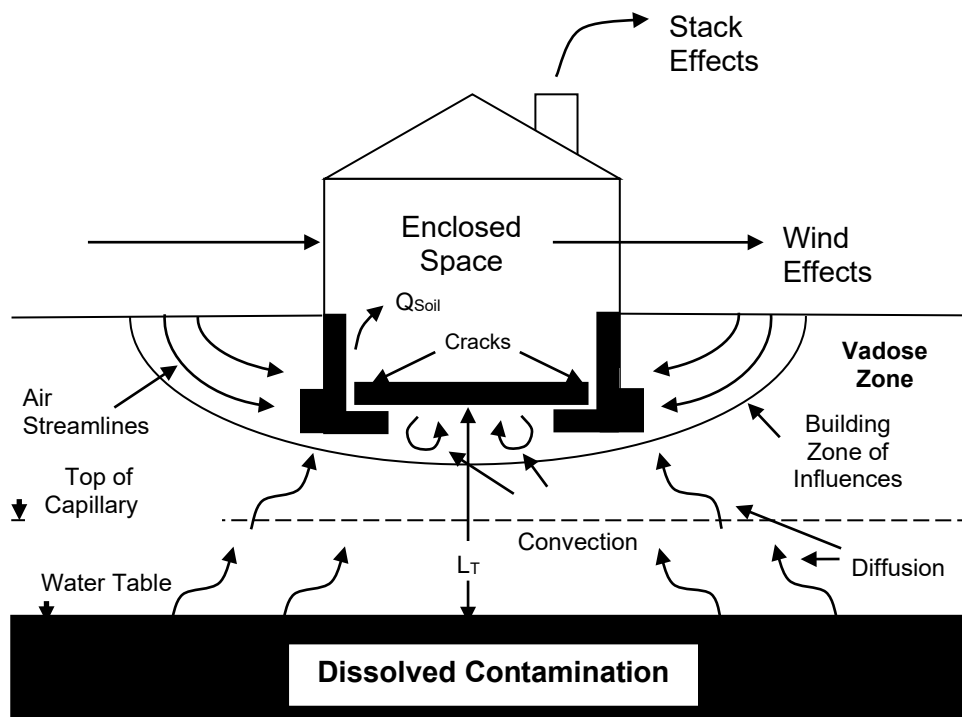 Stack
Effects
Enclosed
Space
Wind
Effects
QSoil
Cracks
Vadose
Zone
Air
Streamlines
Building
Zone of
Influences
Top of
Capillary
Convection
LT
Diffusion
Water Table
Dissolved Contamination